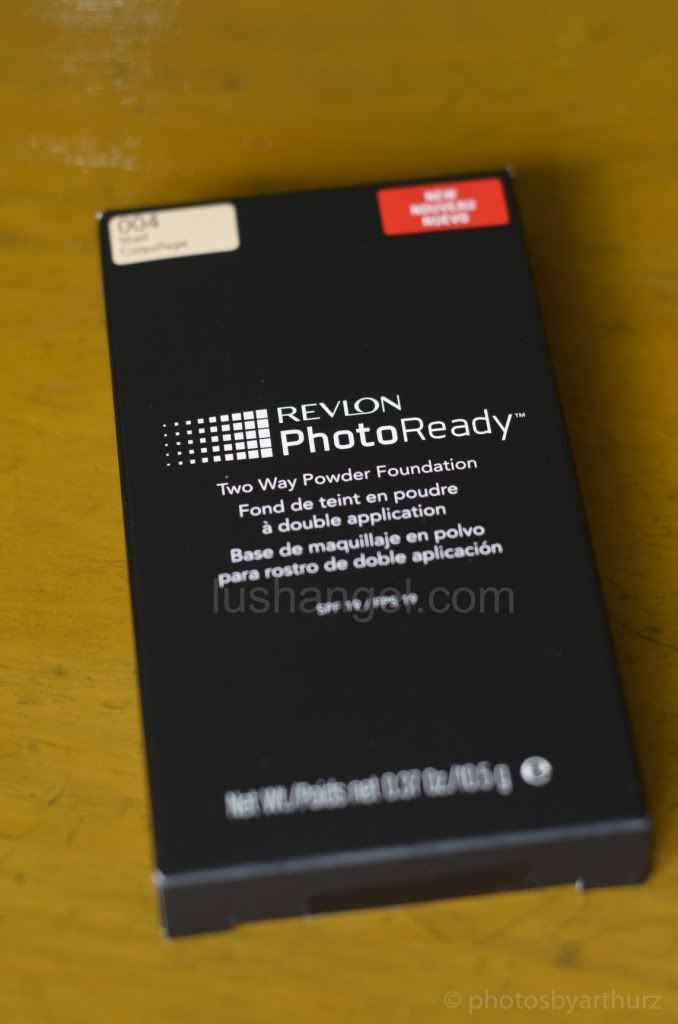 004
Shell
Coquillage
NEW
NOUVEAU
NUEVO
REVLON
PhotoReady™
Two Way Powder Foundation
Fond de teint en poudre
à double application
Base de maquillaje en polvo
para rostro de doble aplicación
lushangel.com
SPF 19 / FPS 19
Net Wt./Poids net 0.37 Oz/10.5 g
© photosbyarthurz